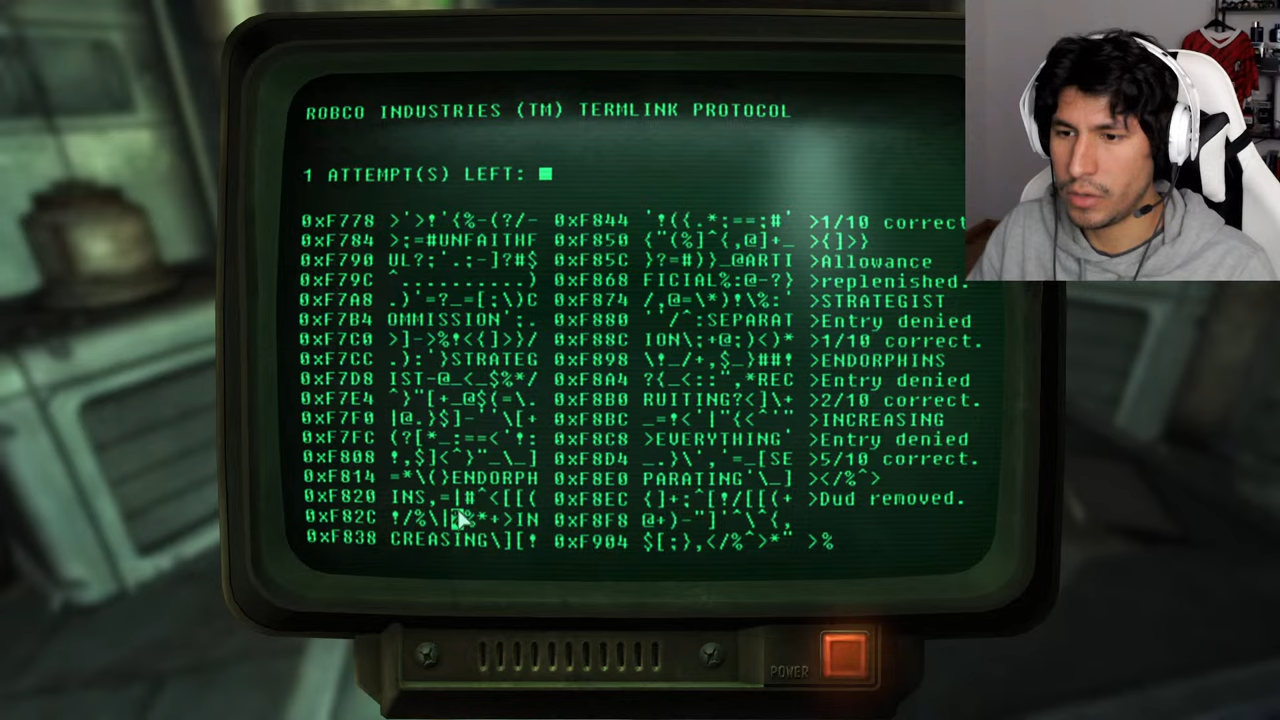 ROBCO INDUSTRIES (TM) TERMLINK PROTOCOL
1 ATTEMPT(S) LEFT:
0xF778 >'>!'{%-(?/- 0xF844 '!({.*;==;#' >1/10 correct
0xF784 >;=#UNFAITHF 0xF850 {"(%]^{,@]+_ >{]>}
0xF790 UL?;'.;-]?#$ 0xF85C }?=#)}_@ARTI >Allowance
0xF79C ^..........) 0xF868 FICIAL%:@-?} >replenished.
0xF7A8 .)'=?_=[;\)C 0xF874 /,@=\*)!\%:' >STRATEGIST
0xF7B4 OMMISSION';. 0xF880 ''/^:SEPARAT >Entry denied
0xF7C0 >]->%!<{]>}/ 0xF88C ION\;+@;)<)* >1/10 correct.
0xF7CC .):'}STRATEG 0xF898 \!_/+,$_}##! >ENDORPHINS
0xF7D8 IST-@_<_$%*/ 0xF8A4 ?{_<::",*REC >Entry denied
0xF7E4 ^}"[+_@$(=\. 0xF8B0 RUITING?<]\+ >2/10 correct.
0xF7F0 |@.}$]-''\[+ 0xF8BC _=!<'|"{<^'" >INCREASING
0xF7FC (?[*_:==<'!: 0xF8C8 >EVERYTHING' >Entry denied
0xF808 !,$]<^}"_\_] 0xF8D4 _.}\','=_[SE >5/10 correct.
0xF814 =*\(}ENDORPH 0xF8E0 PARATING'\_] ></%^>
0xF820 INS,=|#^<[[( 0xF8EC {]+:^[!/[[(+ >Dud removed.
0xF82C !/%\|%*+>IN 0xF8F8 @+)-"]'^\^{,
0xF838 CREASING\][! 0xF904 $[;},</%^>*" >%
POWER